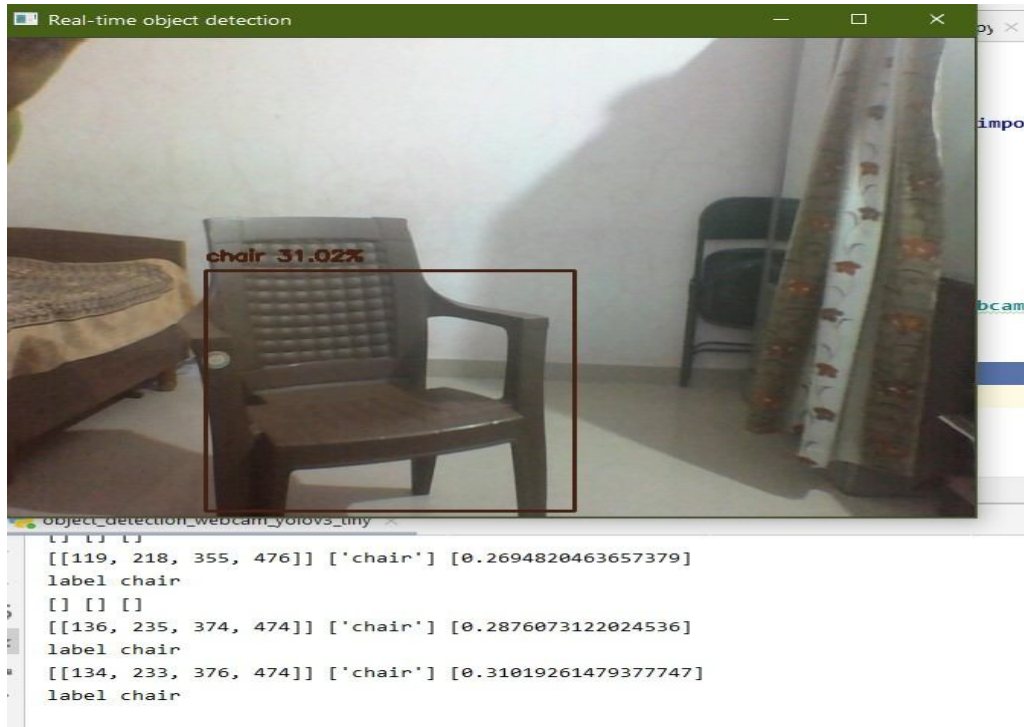 Real-time object detection
impo
chair 31.02%
bcam
object_detection_webcam_yolov3_tiny
[] [] []
[[119, 218, 355, 476]] ['chair'] [0.2694820463657379]
label chair
[] [] []
[[136, 235, 374, 474]] ['chair'] [0.2876073122024536]
label chair
[[134, 233, 376, 474]] ['chair'] [0.31019261479377747]
label chair